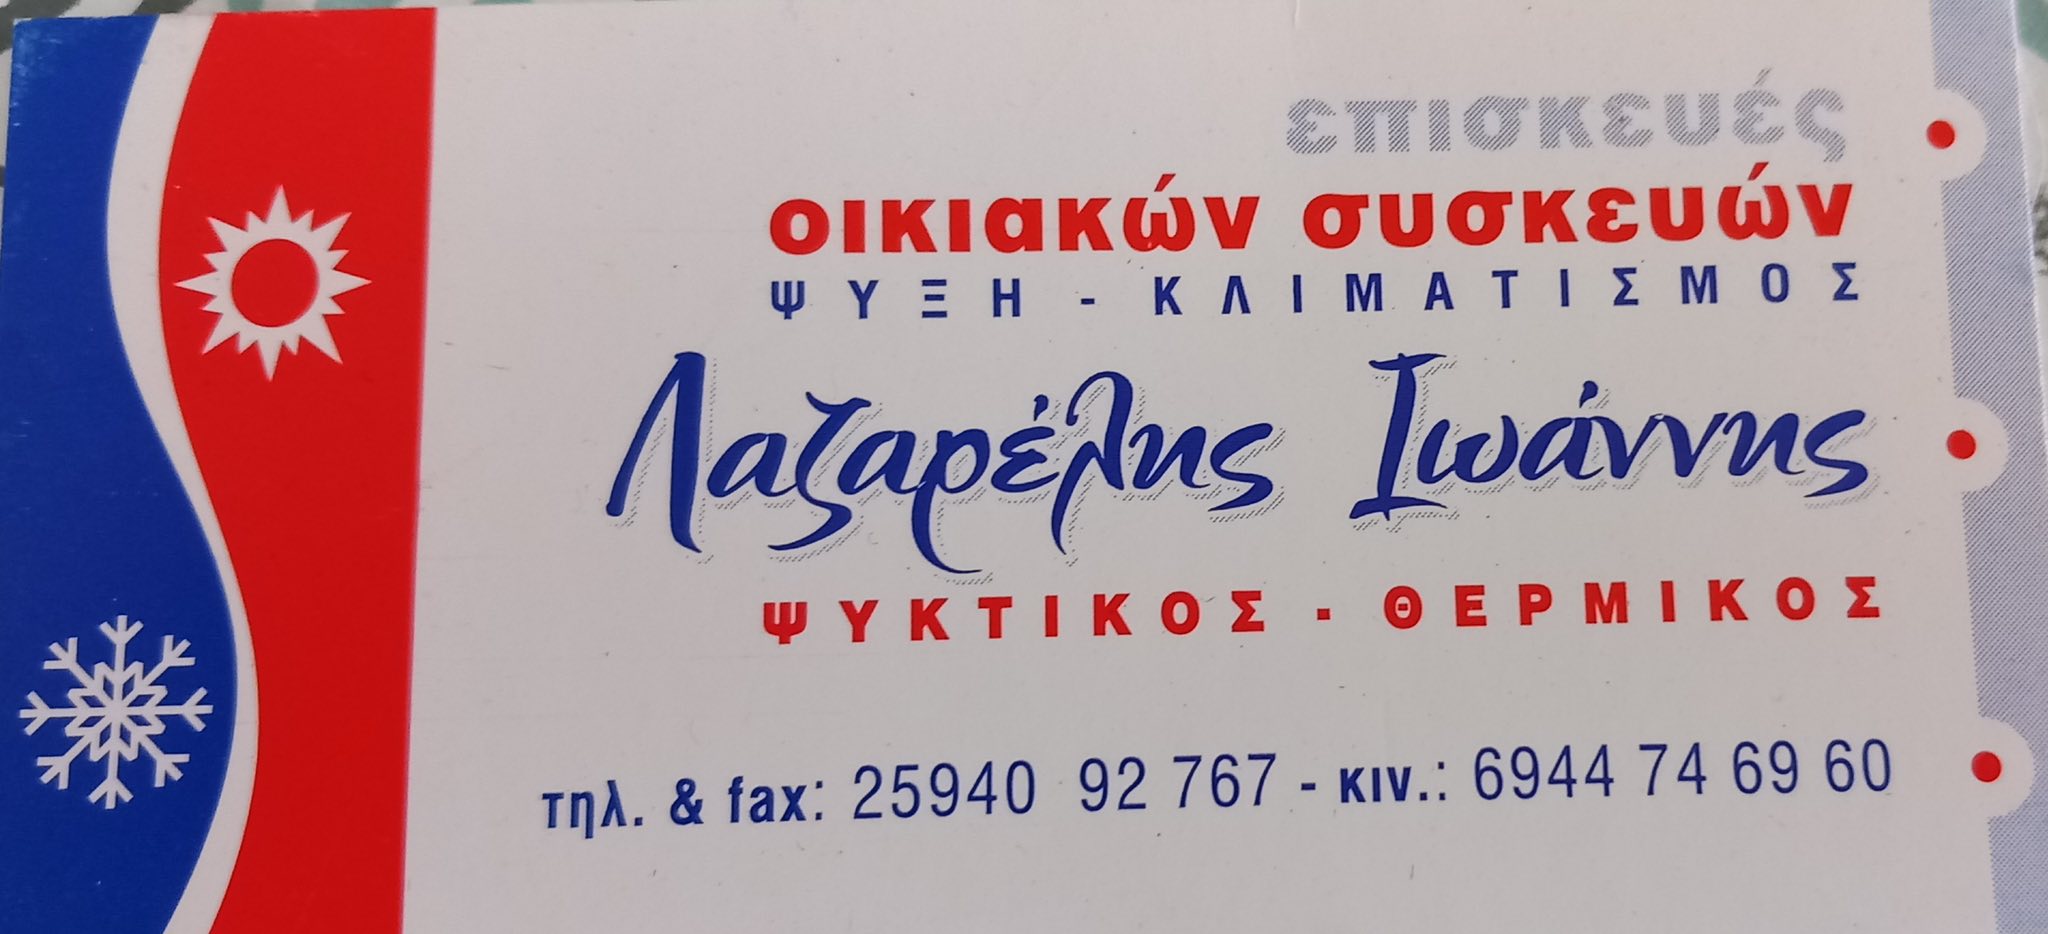 επισκευές
οικιακών συσκευών
ΨΥΞΗ - ΚΛΙΜΑΤΙΣΜΟΣ
Λαζαρέλης Ιωάννης
ΨΥΚΤΙΚΟΣ - ΘΕΡΜΙΚΟΣ
τηλ. & fax: 25940 92 767 - κιν.: 6944 74 69 60